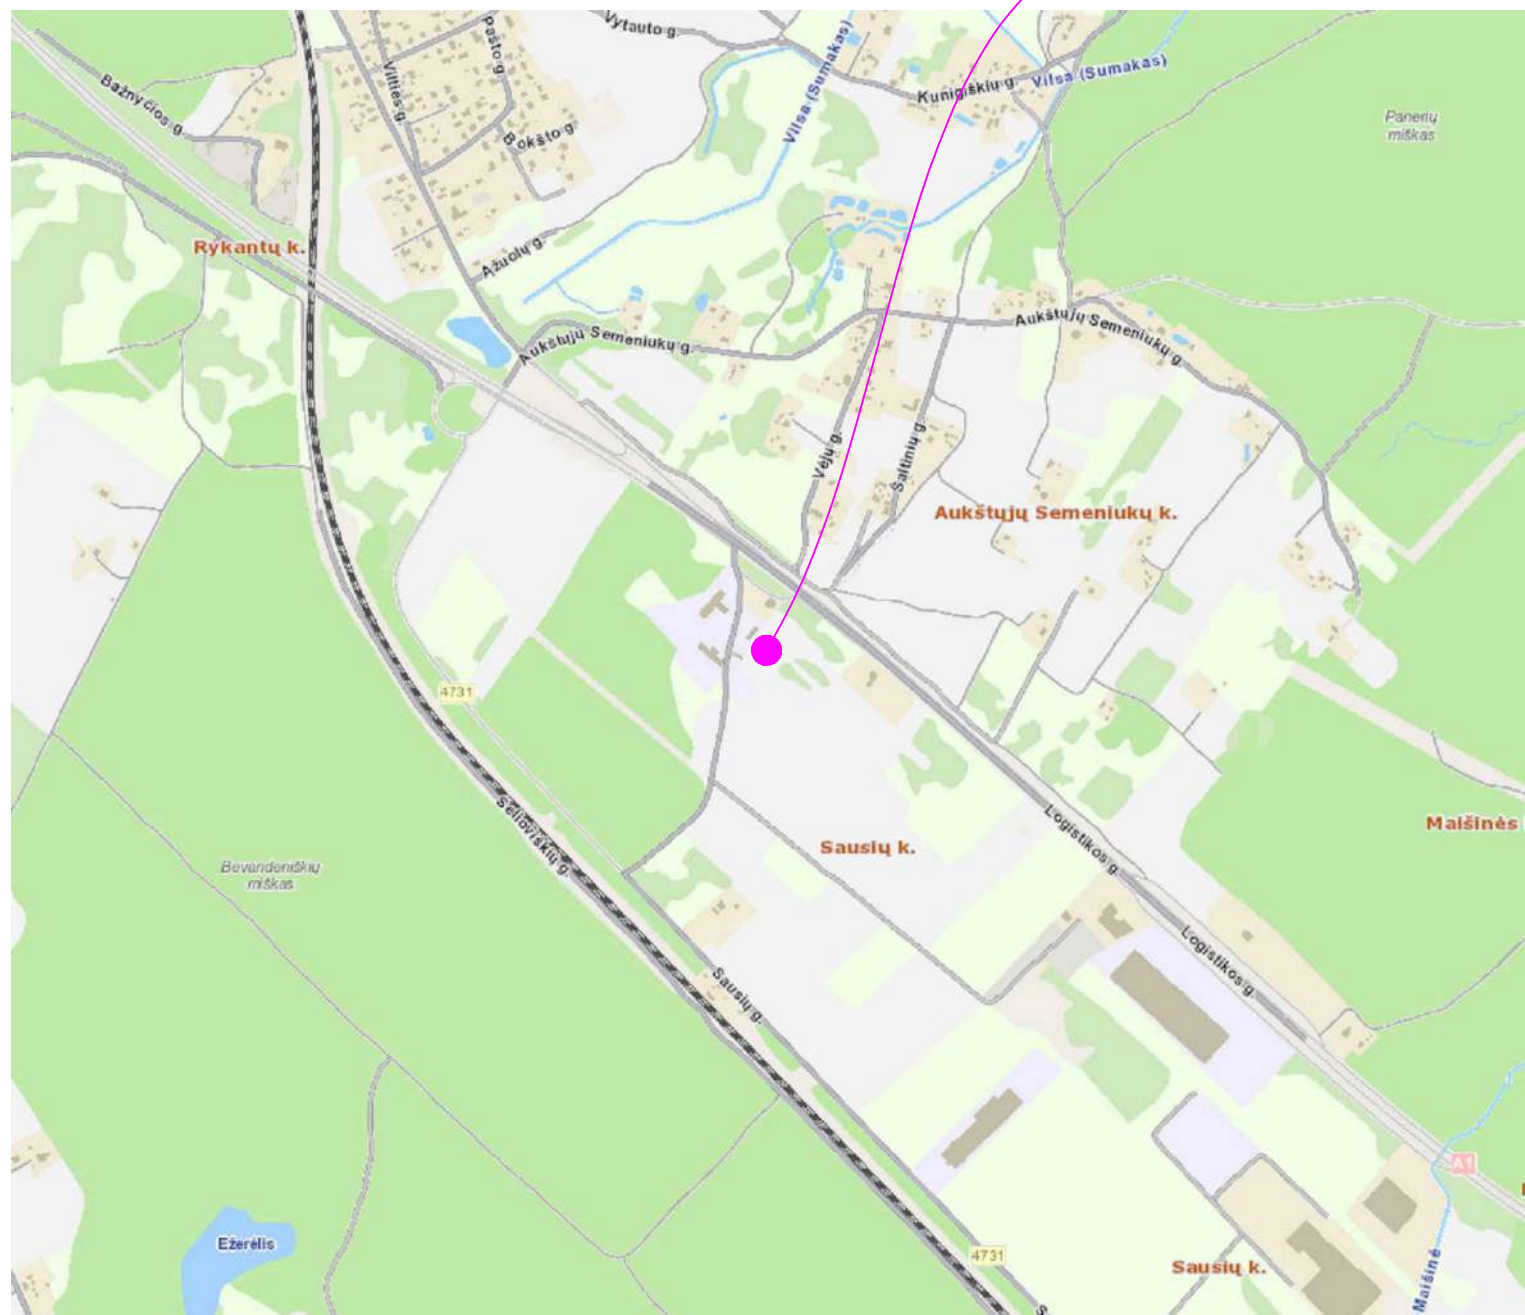 Vytauto g.
Pašto g.
Vilsa (Sumakas)
Vilties g.
Bažnyčios g.
Kunigiškių g.
Vilsa (Sumakas)
Panerių
miškas
Bokšto g.
Rykantų k.
Ąžuolų g.
Aukštųjų Semeniukų g.
Aukštųjų Semeniukų g.
Vėjų g.
Šaltinių g.
Aukštųjų Semeniukų k.
4731
Maišinės
Sausių k.
Logistikos g.
Bevandeniškių
miškas
Logistikos g.
Sausių g.
A1
Ežerėlis
4731
Sausių k.
Maišinė